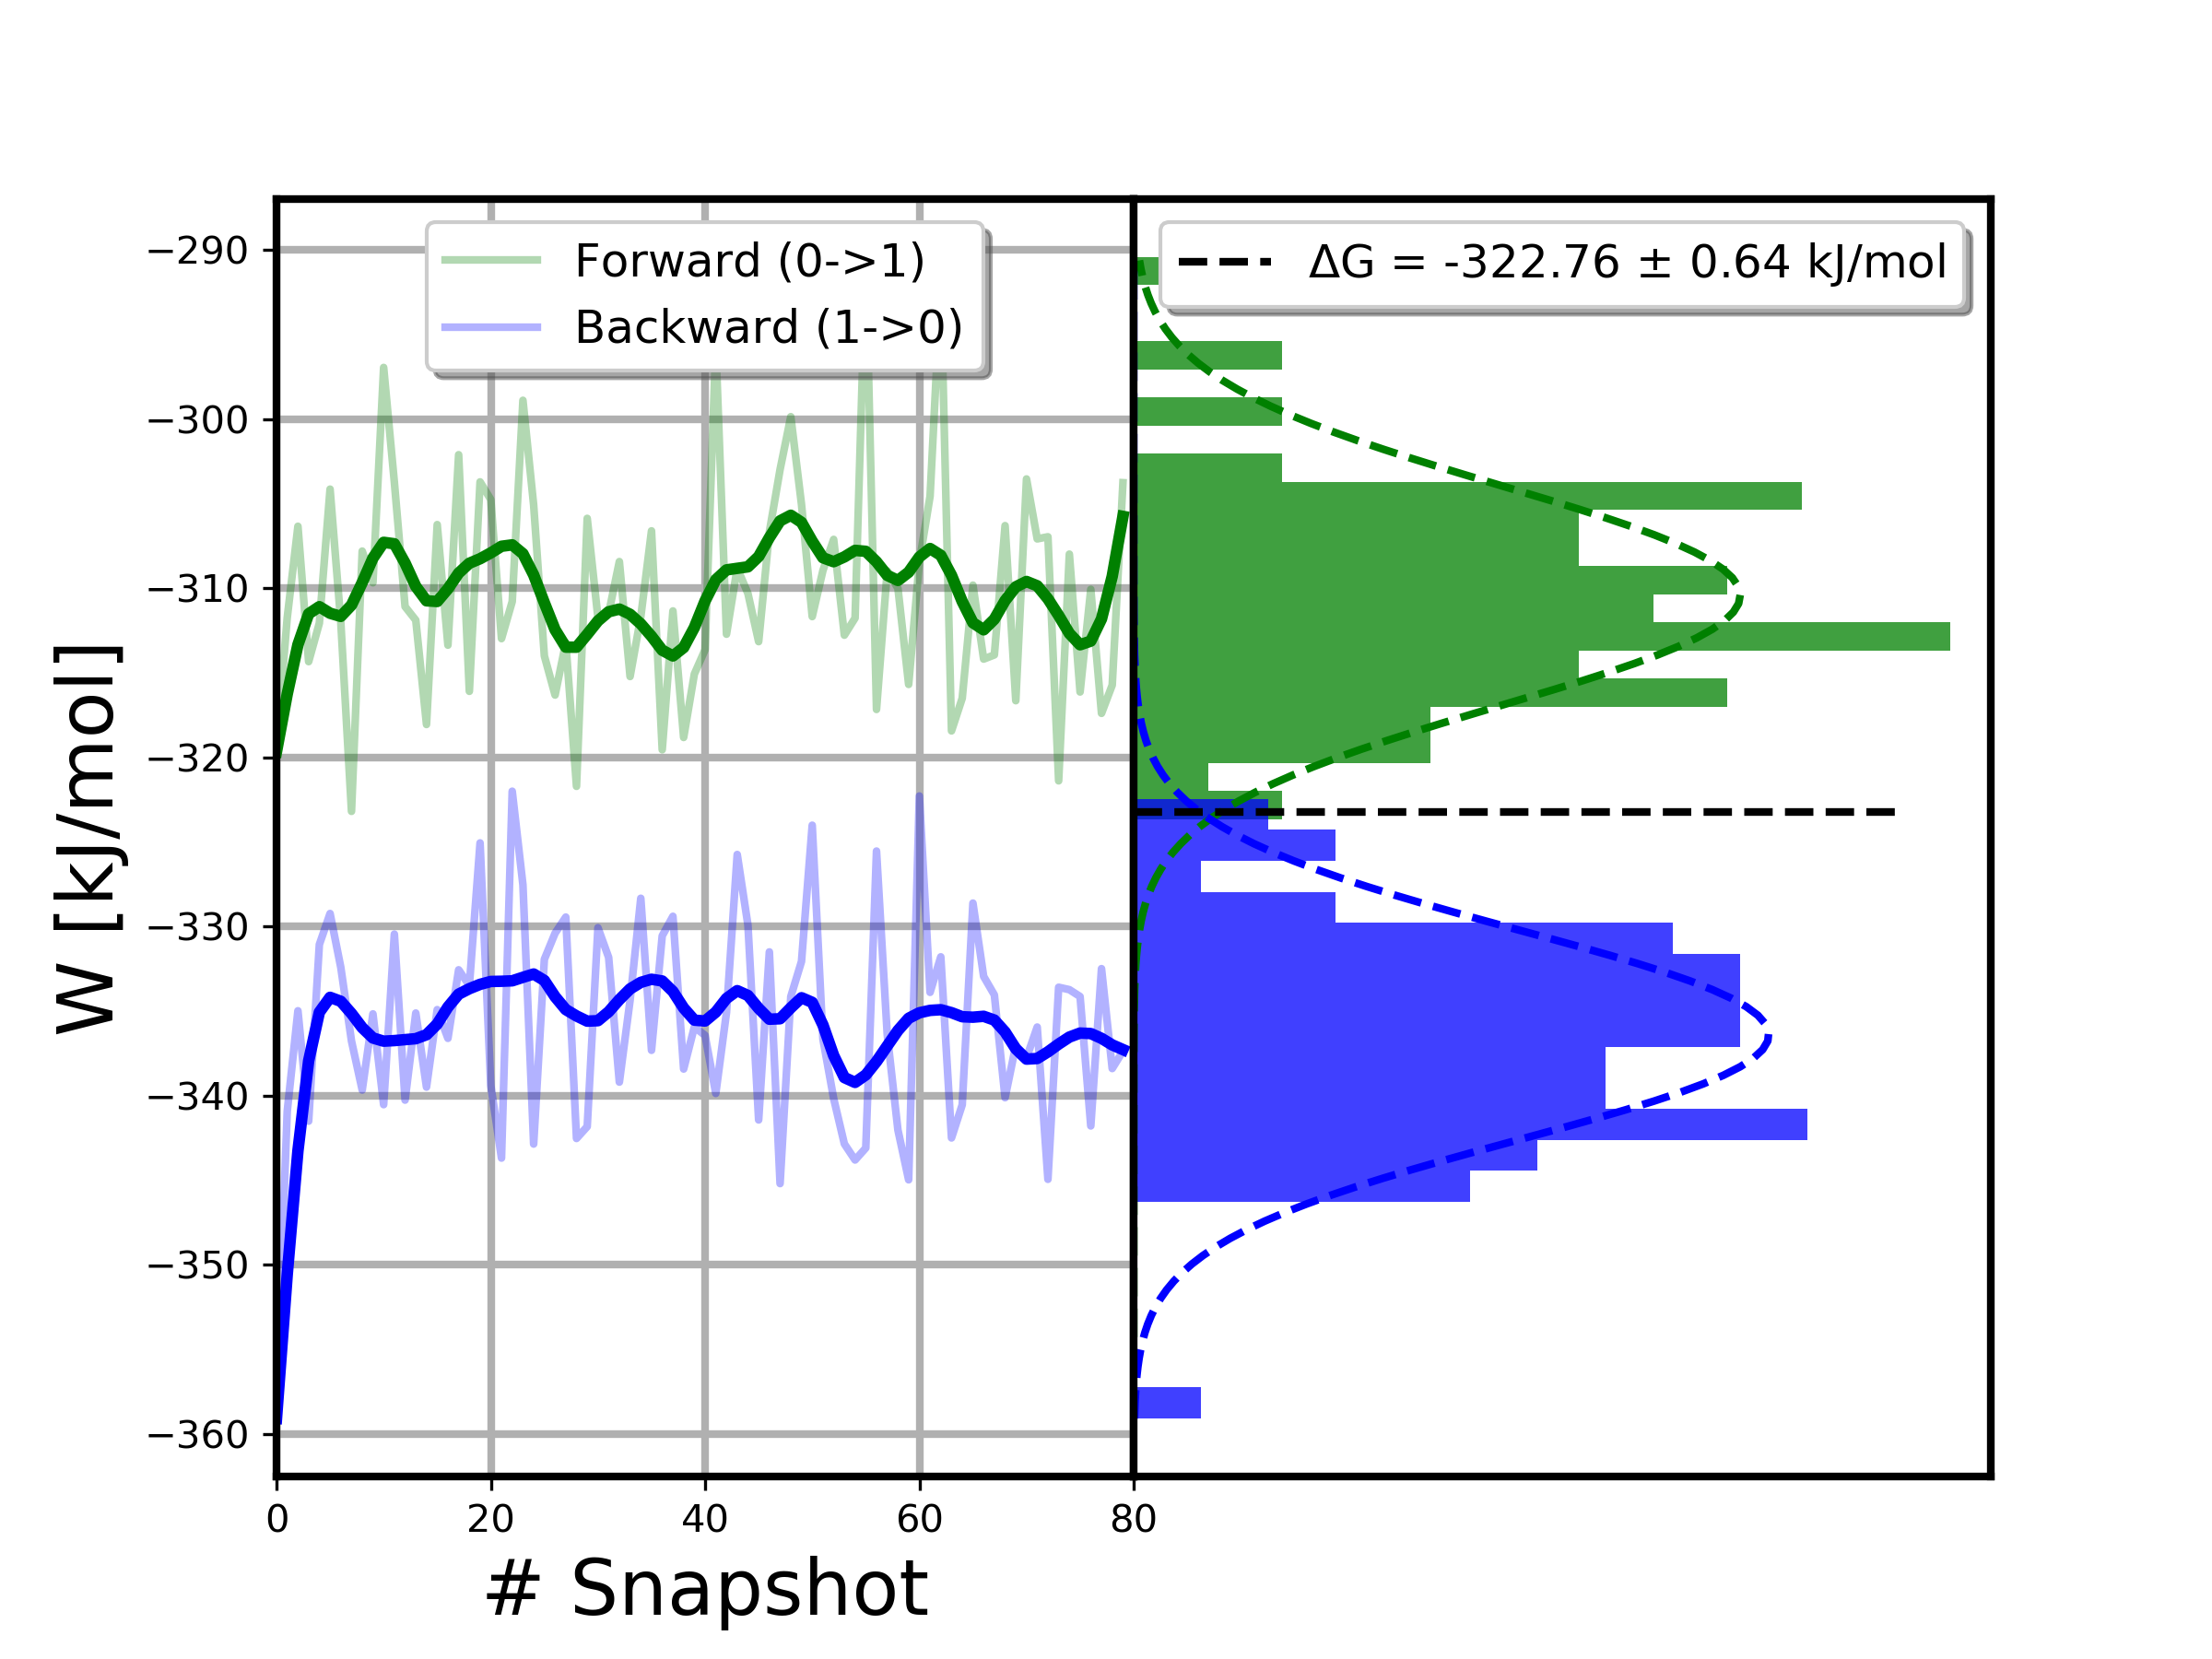 Forward (0->1)
Backward (1->0)
ΔG = -322.76 ± 0.64 kJ/mol
W [kJ/mol]
−290
−300
−310
−320
−330
−340
−350
−360
0 20 40 60 80
# Snapshot